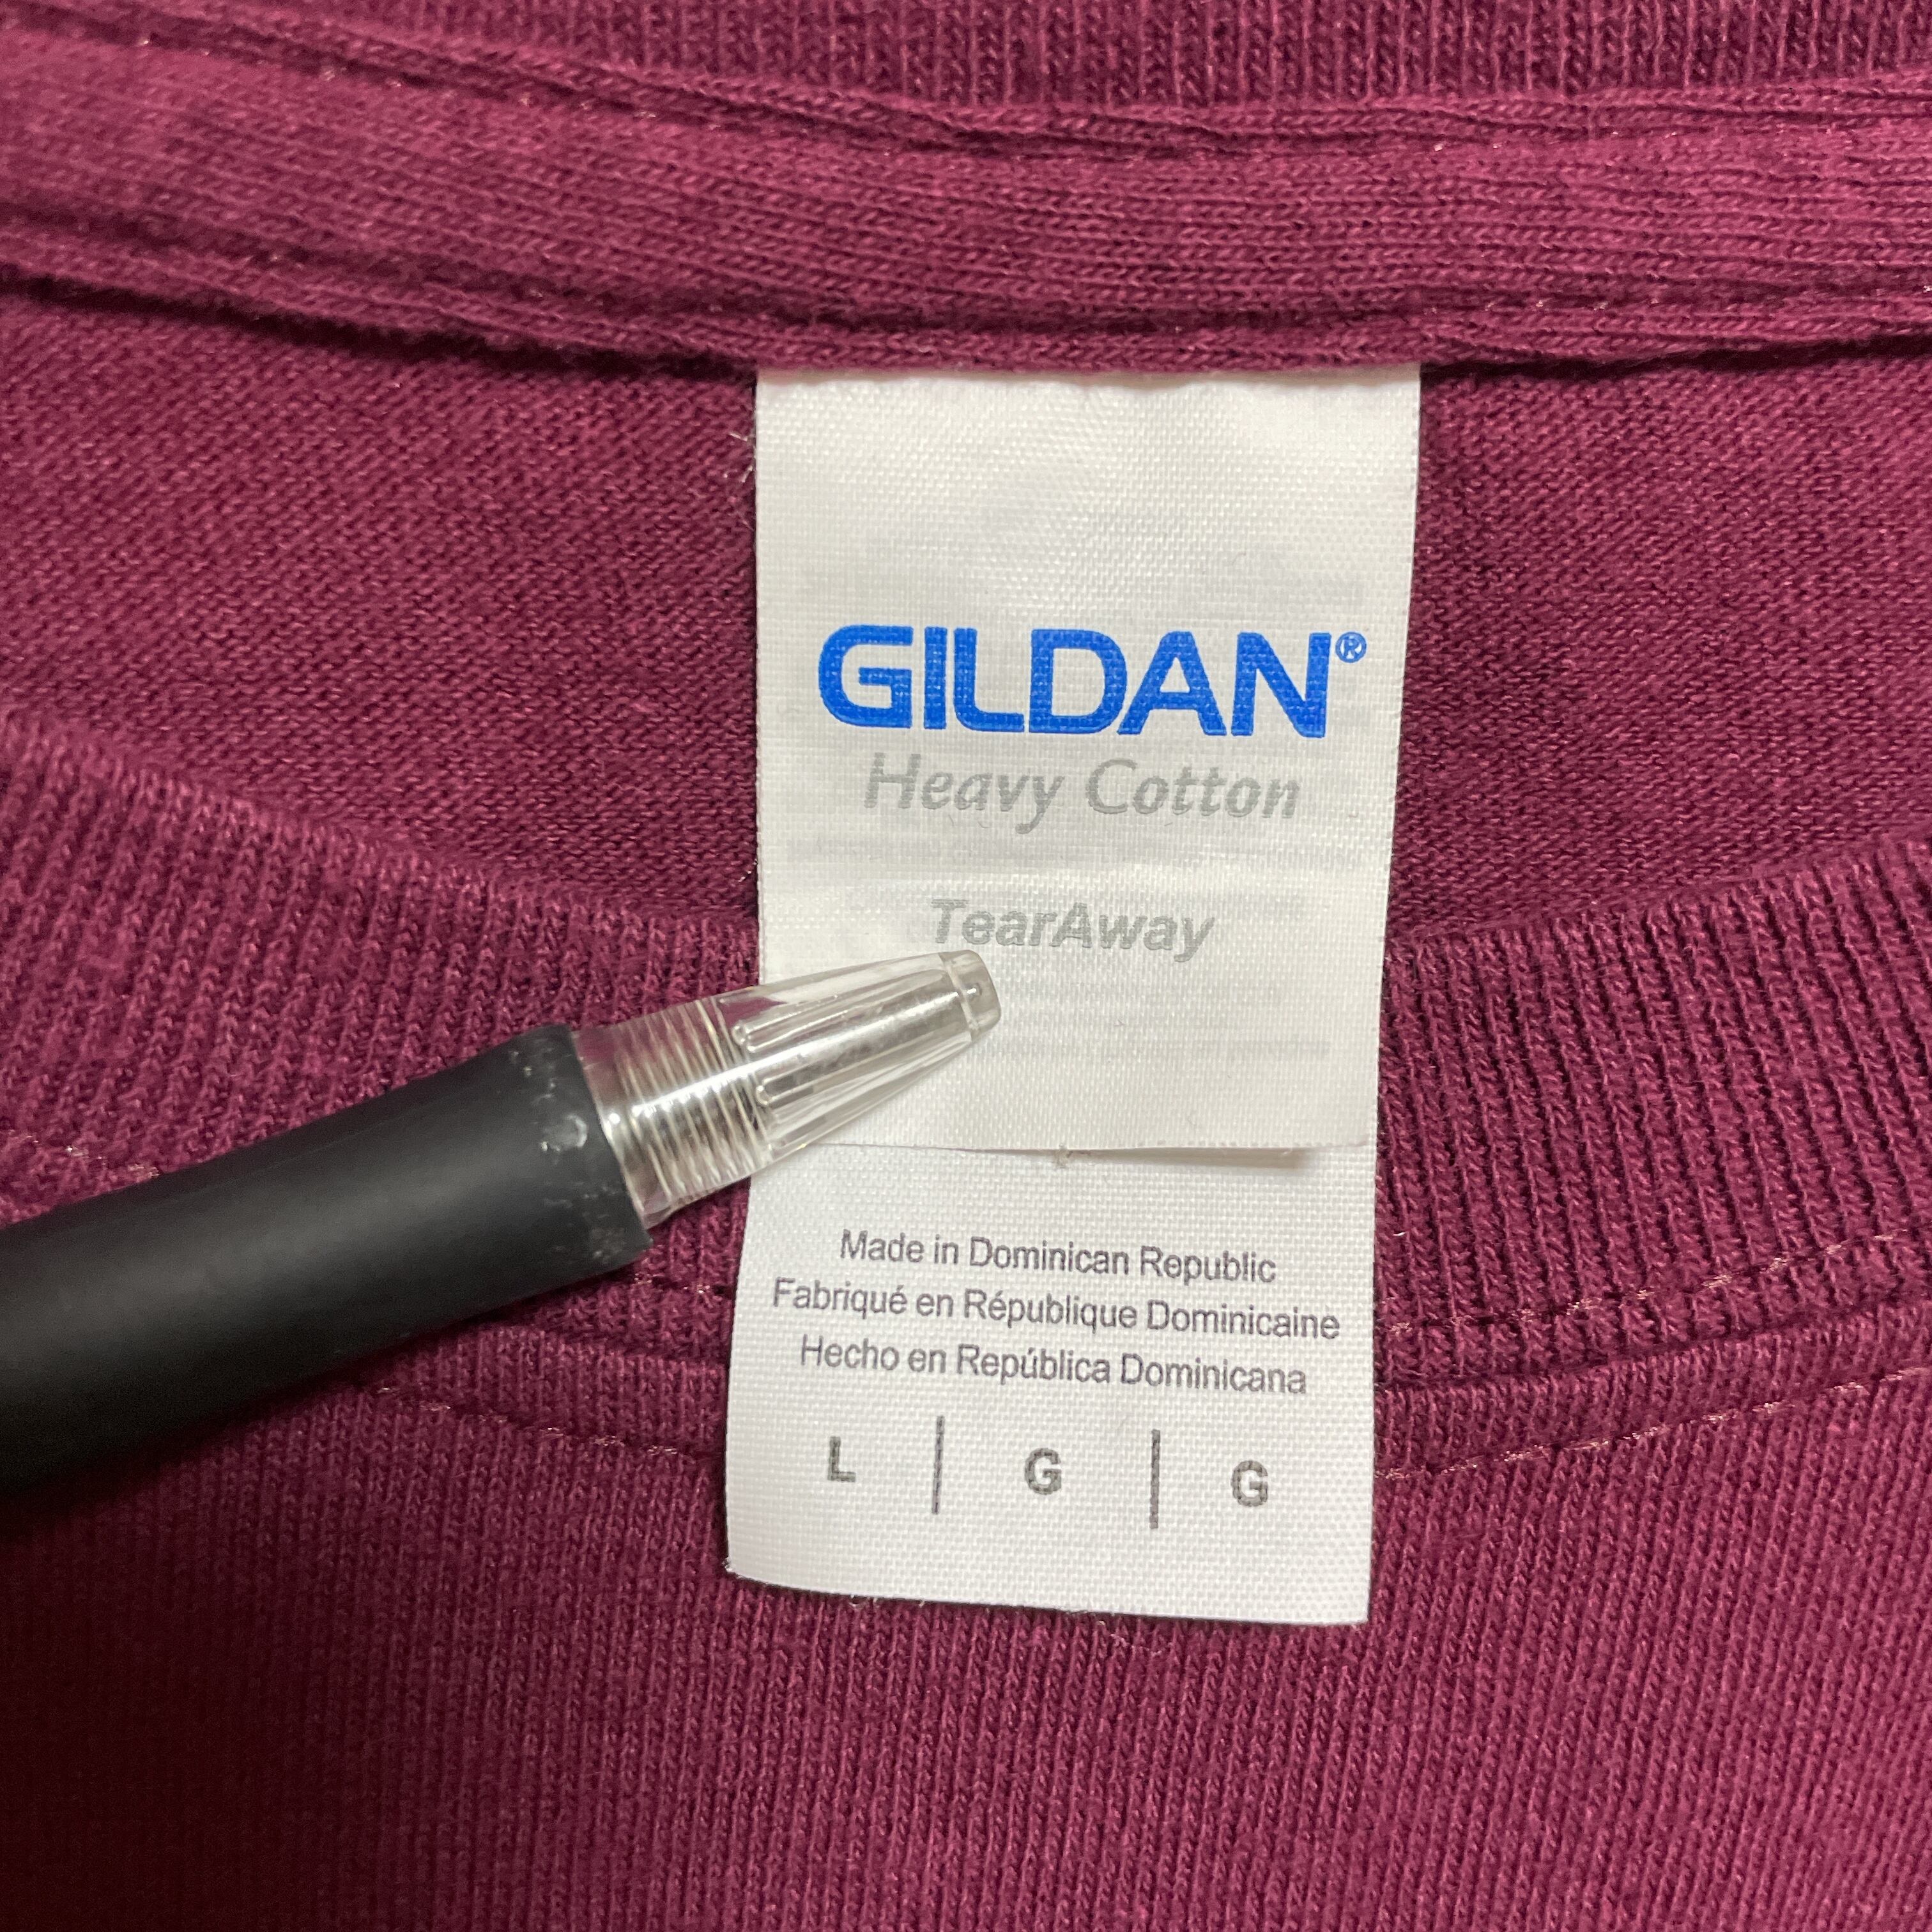 GILDAN®
Heavy Cotton
TearAway
Made in Dominican Republic
Fabriqué en République Dominicaine
Hecho en República Dominicana
L | G | G